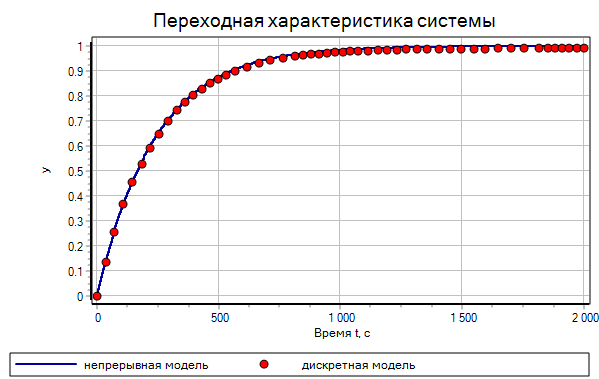 Переходная характеристика системы
1
0.9
0.8
0.7
0.6
0.5
0.4
0.3
0.2
0.1
0
y
0 500 1 000 1 500 2 000
Время t, с
непрерывная модель дискретная модель